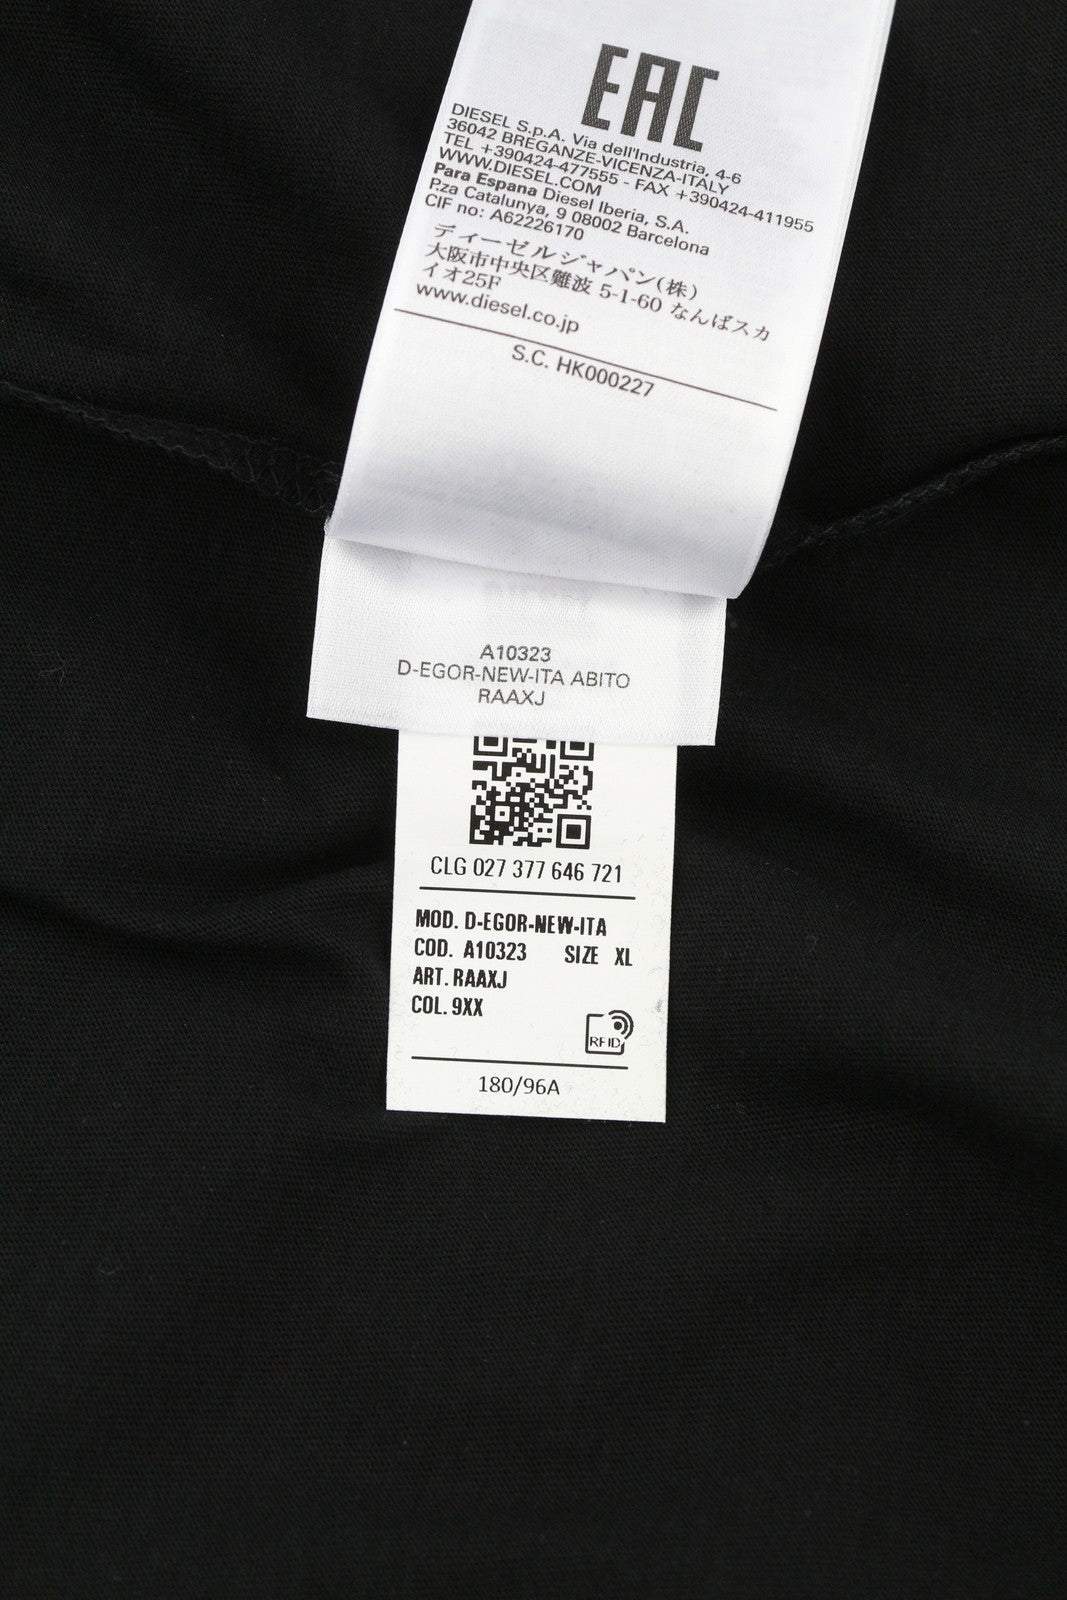 EAC
DIESEL S.p.A. Via dell'Industria, 4-6
36042 BREGANZE-VICENZA-ITALY
TEL +390424-477555 - FAX +390424-411955
WWW.DIESEL.COM
Para Espana Diesel Iberia, S.A.
P.za Catalunya, 9 08002 Barcelona
CIF no: A62226170
ディーゼルジャパン(株)
大阪市中央区難波 5-1-60 なんばスカ
イオ25F
www.diesel.co.jp
S.C. HK000227
A10323
D-EGOR-NEW-ITA ABITO
RAAXJ
CLG 027 377 646 721
MOD. D-EGOR-NEW-ITA
COD. A10323 SIZE XL
ART. RAAXJ
COL. 9XX
RFID
180/96A